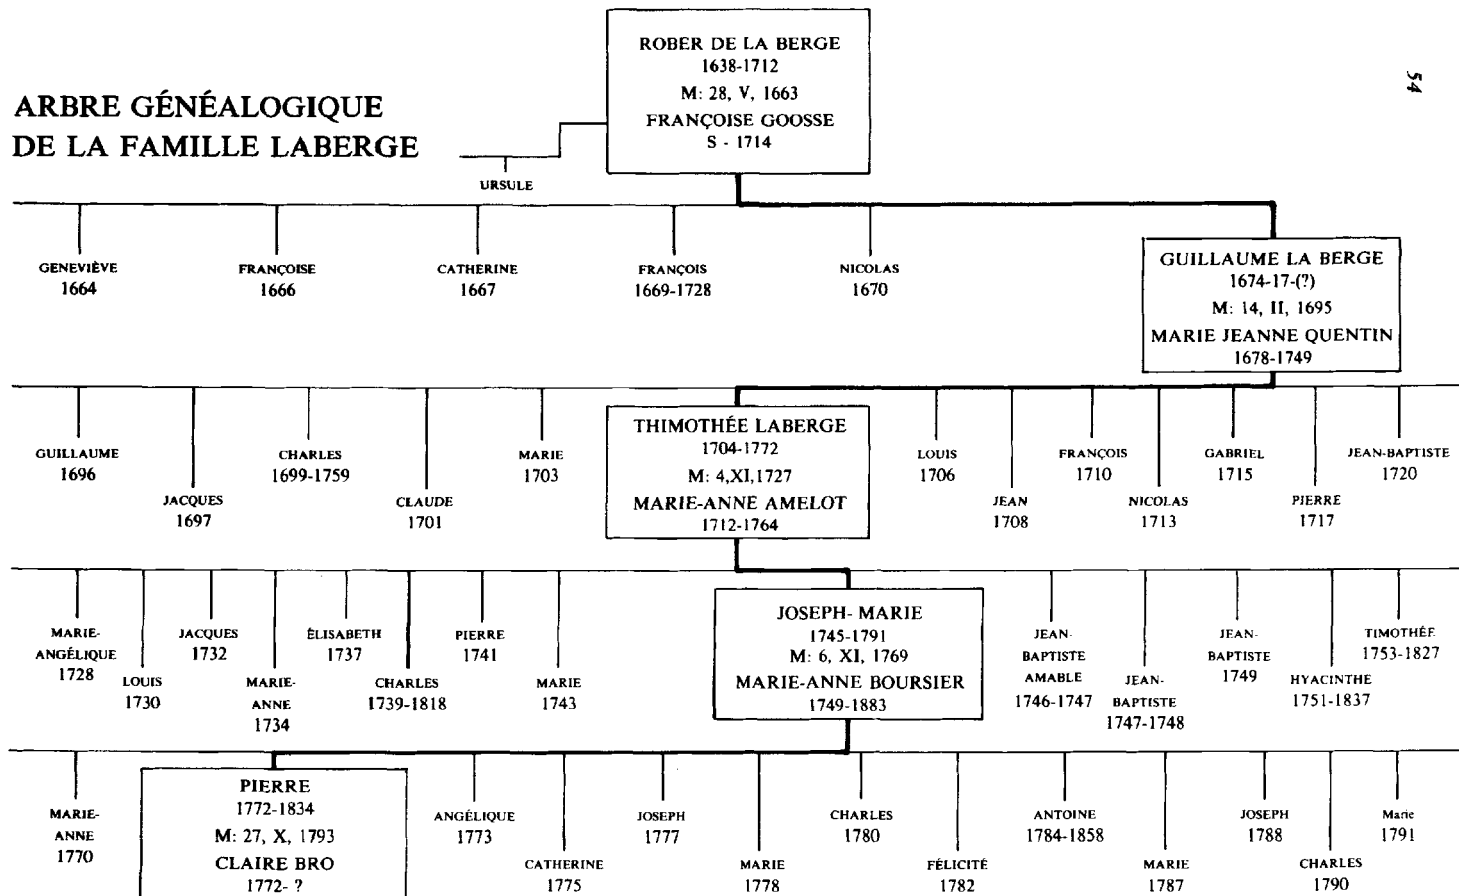 54
ARBRE GÉNÉALOGIQUE
DE LA FAMILLE LABERGE
ROBER DE LA BERGE
1638-1712
M: 28, V, 1663
FRANÇOISE GOOSSE
S - 1714
URSULE
GENEVIÈVE
1664
FRANÇOISE
1666
CATHERINE
1667
FRANÇOIS
1669-1728
NICOLAS
1670
GUILLAUME LA BERGE
1674-17-(?)
M: 14, II, 1695
MARIE JEANNE QUENTIN
1678-1749
GUILLAUME
1696
JACQUES
1697
CHARLES
1699-1759
CLAUDE
1701
MARIE
1703
THIMOTHÉE LABERGE
1704-1772
M: 4,XI,1727
MARIE-ANNE AMELOT
1712-1764
LOUIS
1706
JEAN
1708
FRANÇOIS
1710
NICOLAS
1713
GABRIEL
1715
PIERRE
1717
JEAN-BAPTISTE
1720
MARIE-
ANGÉLIQUE
1728
LOUIS
1730
JACQUES
1732
MARIE-
ANNE
1734
ÉLISABETH
1737
CHARLES
1739-1818
PIERRE
1741
MARIE
1743
JOSEPH-MARIE
1745-1791
M: 6, XI, 1769
MARIE-ANNE BOURSIER
1749-1883
JEAN-
BAPTISTE
AMABLE
1746-1747
JEAN-
BAPTISTE
1747-1748
JEAN-
BAPTISTE
1749
HYACINTHE
1751-1837
TIMOTHÉE
1753-1827
MARIE-
ANNE
1770
PIERRE
1772-1834
M: 27, X, 1793
CLAIRE BRO
1772- ?
ANGÉLIQUE
1773
CATHERINE
1775
JOSEPH
1777
MARIE
1778
CHARLES
1780
FÉLICITÉ
1782
ANTOINE
1784-1858
MARIE
1787
JOSEPH
1788
CHARLES
1790
Marie
1791